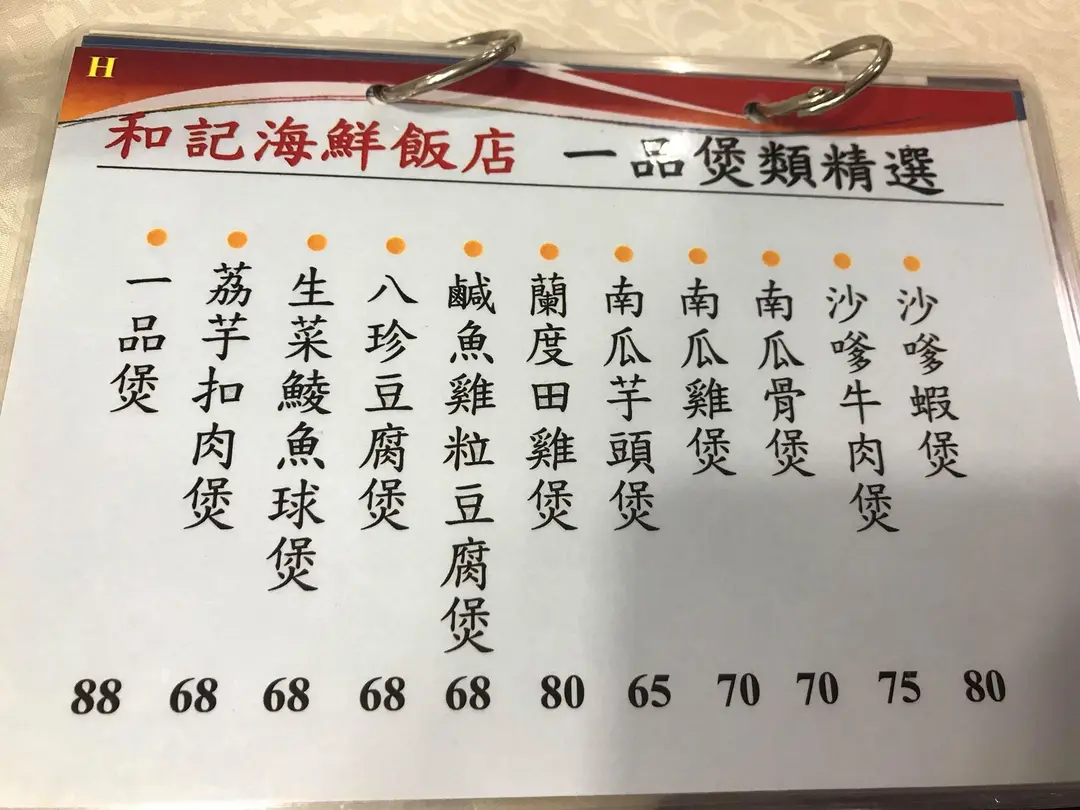 H
和記海鮮飯店 一品煲類精選
沙嗲蝦煲 80
沙嗲牛肉煲 75
南瓜骨煲 70
南瓜雞煲 70
南瓜芋頭煲 65
蘭度田雞煲 80
鹹魚雞粒豆腐煲 68
八珍豆腐煲 68
生菜鯪魚球煲 68
荔芋扣肉煲 68
一品煲 88